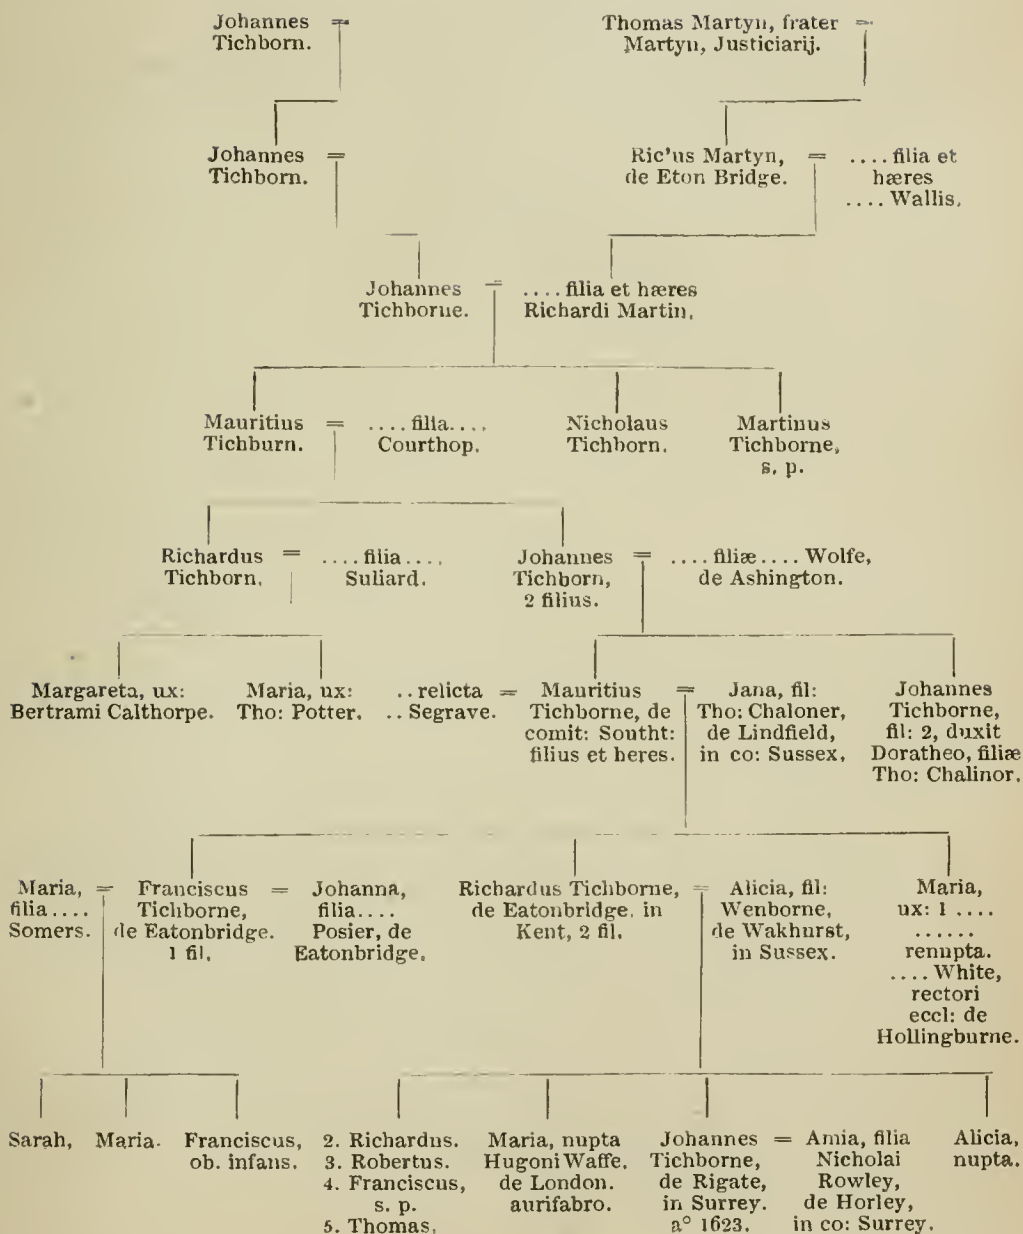 Johannes =
Tichborn.
Thomas Martyn, frater =
Martyn, Justiciarij.
Johannes =
Tichborn.
Ric'us Martyn, =
de Eton Bridge.
.... filia et
hæres
.... Wallis.
Johannes =
Tichborne.
.... filia et hæres
Richardi Martin.
Mauritius =
Tichburn.
.... filia....
Courthop.
Nicholaus
Tichborn.
Martinus
Tichborne,
s. p.
Richardus =
Tichborn.
.... filia....
Suliard.
Johannes =
Tichborn,
2 filius.
.... filiæ .... Wolfe,
de Ashington.
Margareta, ux:
Bertrami Calthorpe.
Maria, ux:
Tho: Potter.
.. relicta =
.. Segrave.
Mauritius =
Tichborne, de
comit: Southt:
filius et heres.
Jana, fil:
Tho: Chaloner,
de Lindfield,
in co: Sussex.
Johannes
Tichborne,
fil: 2, duxit
Doratheo, filiæ
Tho: Chalinor.
Maria, =
filia ....
Somers.
Franciscus =
Tichborne,
de Eatonbridge.
1 fil.
Johanna,
filia....
Posier, de
Eatonbridge.
Richardus Tichborne, =
de Eatonbridge, in
Kent, 2 fil.
Alicia, fil:
Wenborne,
de Wakhurst,
in Sussex.
Maria,
ux: 1 ....
......
renupta.
.... White,
rectori
eccl: de
Hollingburne.
Sarah,
Maria.
Franciscus,
ob. infans.
2. Richardus.
3. Robertus.
4. Franciscus,
s. p.
5. Thomas.
Maria, nupta
Hugoni Waffe,
de London.
aurifabro.
Johannes =
Tichborne,
de Rigate,
in Surrey.
a° 1623.
Amia, filia
Nicholai
Rowley,
de Horley,
in co: Surrey.
Alicia,
nupta.